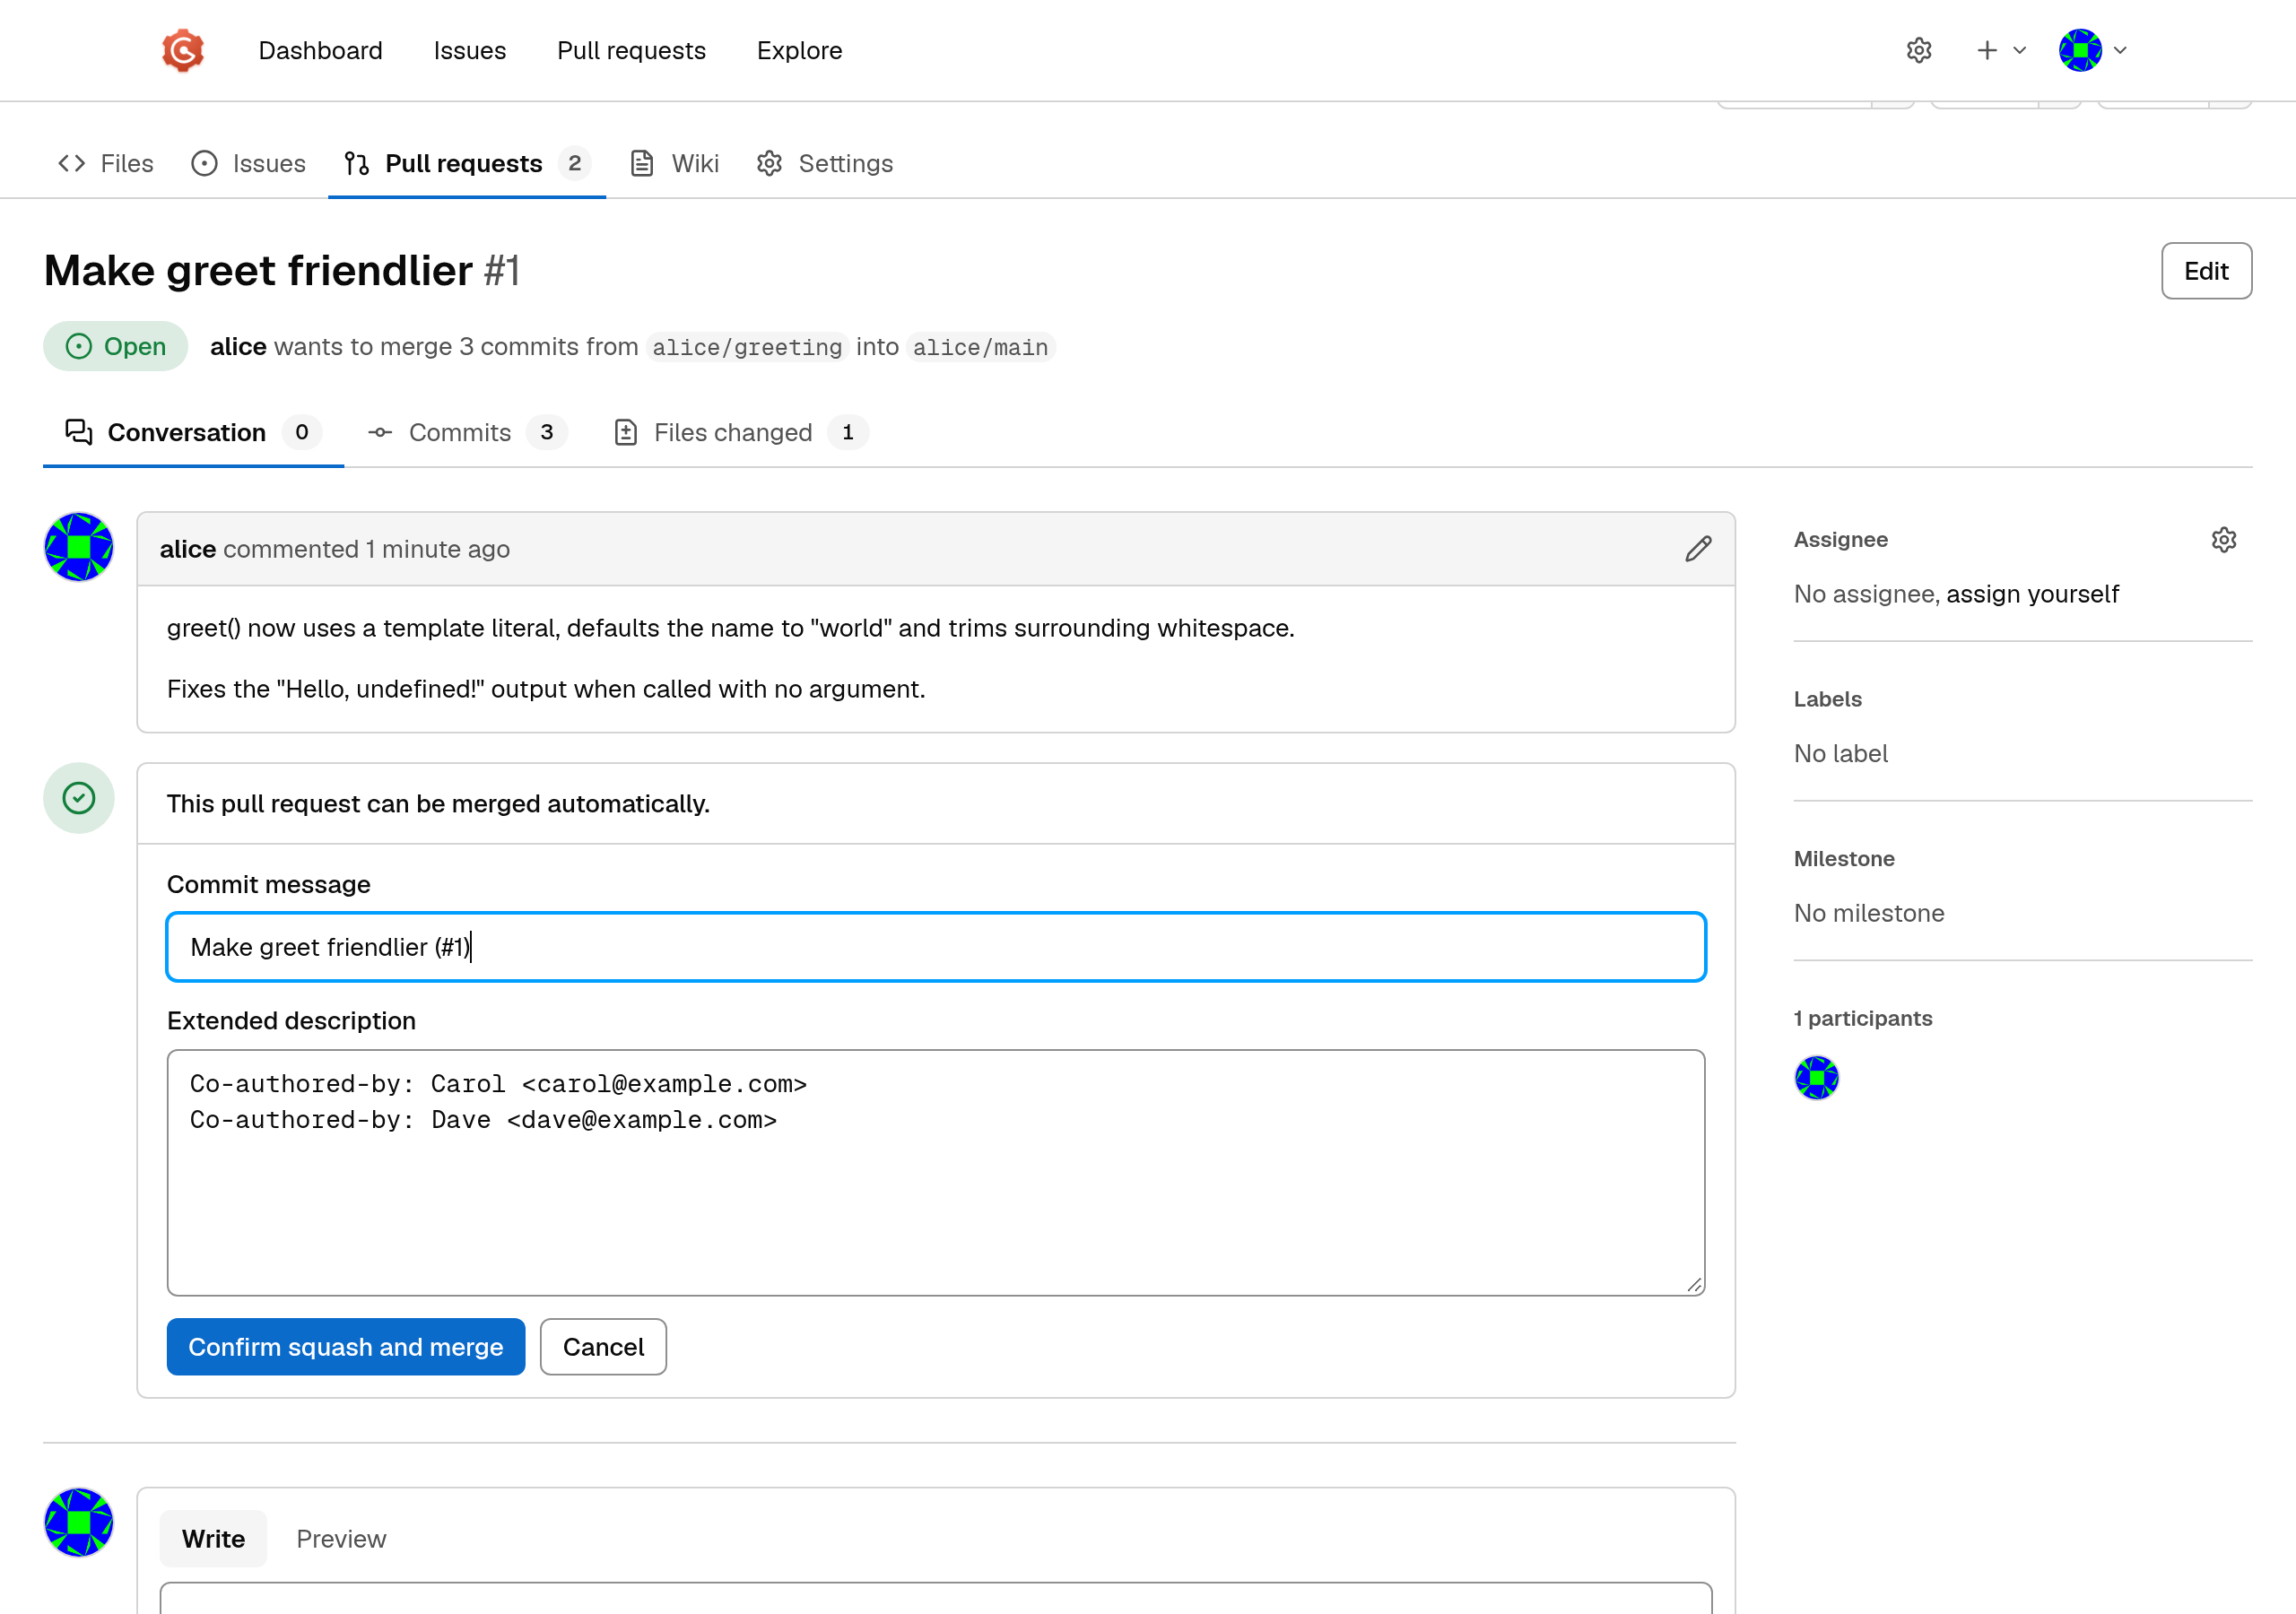 Dashboard Issues Pull requests Explore
Files Issues Pull requests 2 Wiki Settings
Make greet friendlier #1
Edit
Open alice wants to merge 3 commits from alice/greeting into alice/main
Conversation 0 Commits 3 Files changed 1
alice commented 1 minute ago
greet() now uses a template literal, defaults the name to "world" and trims surrounding whitespace.
Fixes the "Hello, undefined!" output when called with no argument.
This pull request can be merged automatically.
Commit message
Make greet friendlier (#1)
Extended description
Co-authored-by: Carol <carol@example.com>
Co-authored-by: Dave <dave@example.com>
Confirm squash and merge Cancel
Write Preview
Assignee
No assignee, assign yourself
Labels
No label
Milestone
No milestone
1 participants